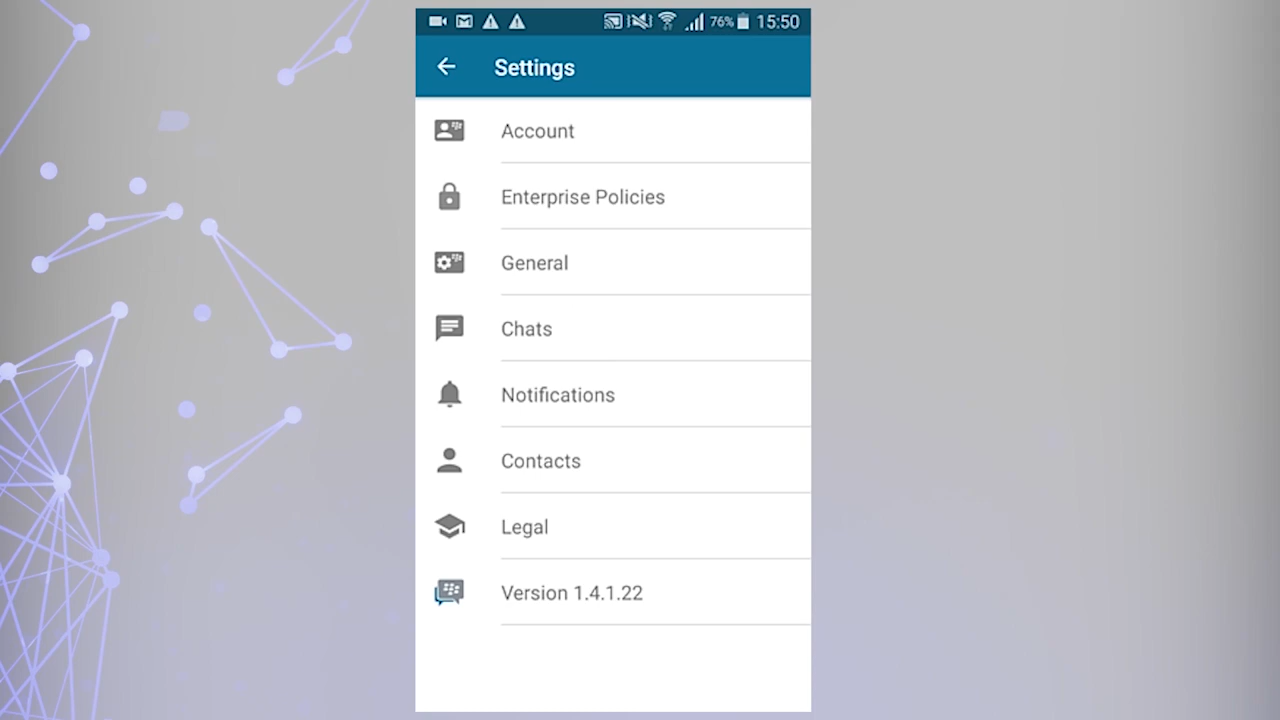 76% 15:50
Settings
Account
Enterprise Policies
General
Chats
Notifications
Contacts
Legal
Version 1.4.1.22